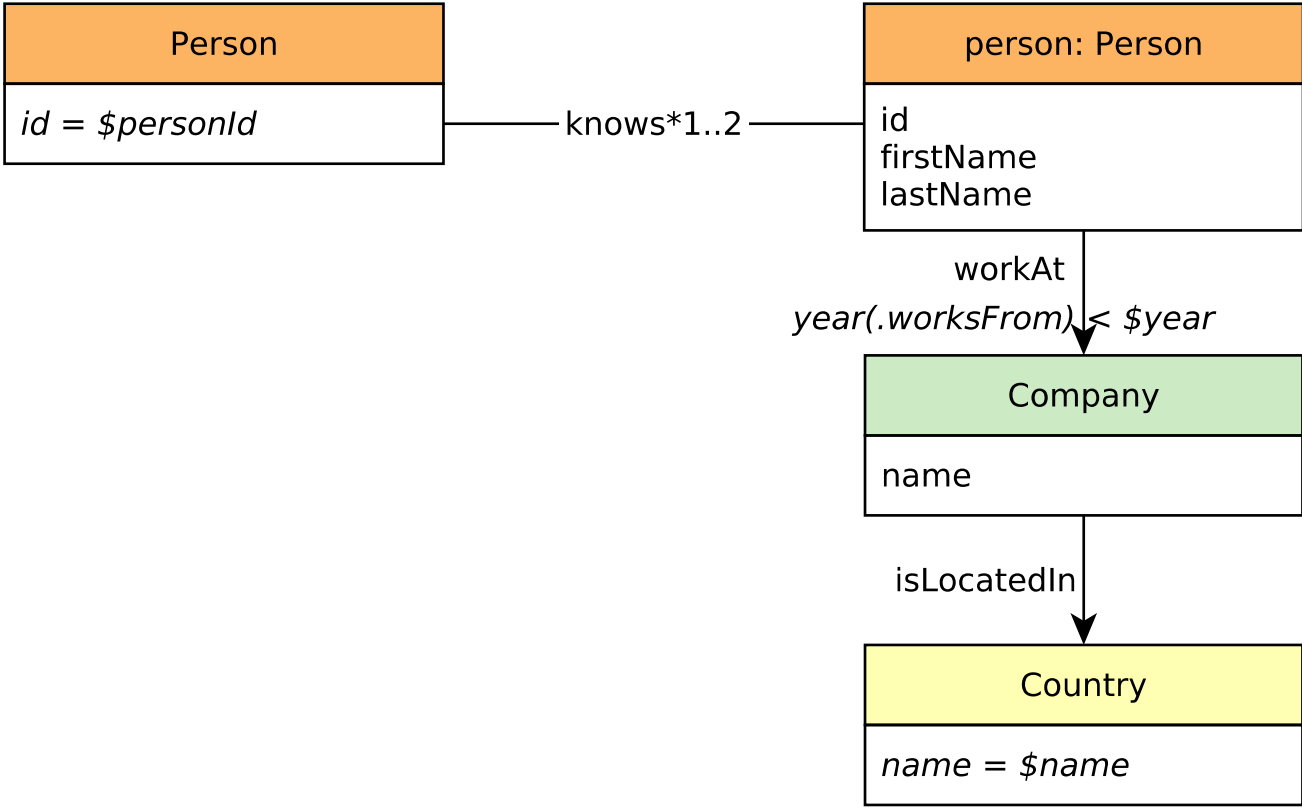 Person
id = $personId
knows*1..2
person: Person
id
firstName
lastName
workAt
year(.worksFrom) < $year
Company
name
isLocatedIn
Country
name = $name